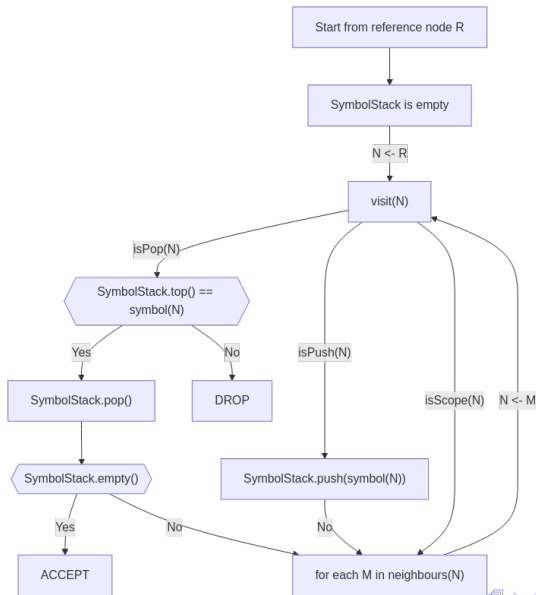 Start from reference node R
SymbolStack is empty
N <- R
visit(N)
isPop(N)
SymbolStack.top() ==
symbol(N)
isPush(N)
isScope(N)
N <- M
Yes
No
SymbolStack.pop()
DROP
SymbolStack.empty()
SymbolStack.push(symbol(N))
Yes
No
No
ACCEPT
for each M in neighbours(N)